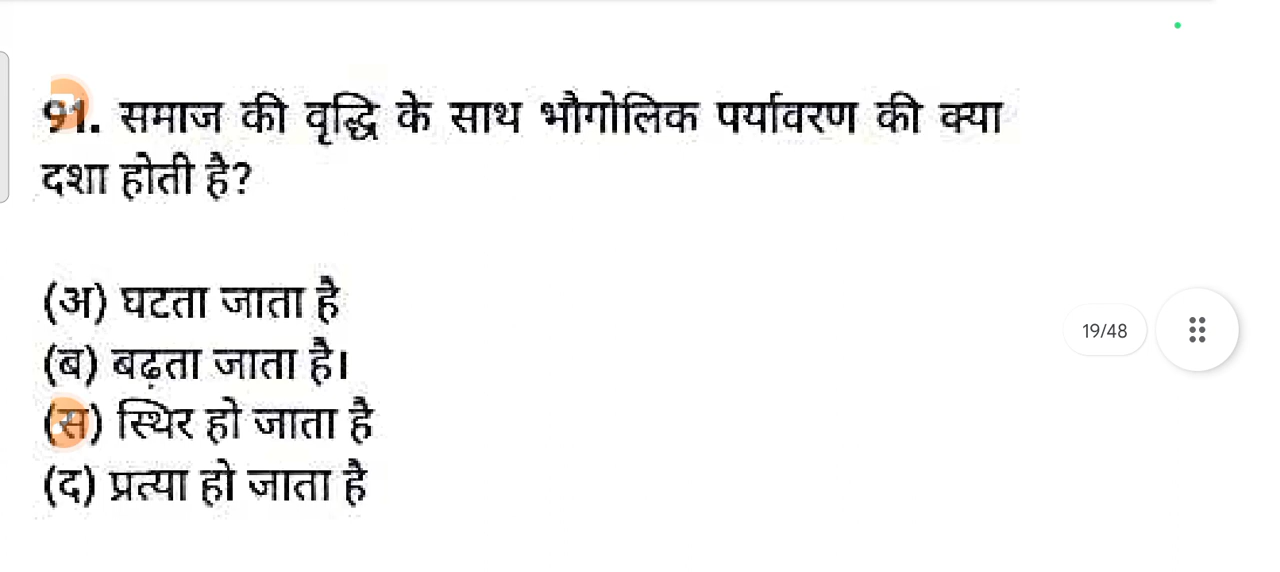 91. समाज की वृद्धि के साथ भौगोलिक पर्यावरण की क्या
दशा होती है?
(अ) घटता जाता है
(ब) बढ़ता जाता है।
(स) स्थिर हो जाता है
(द) प्रत्या हो जाता है
19/48